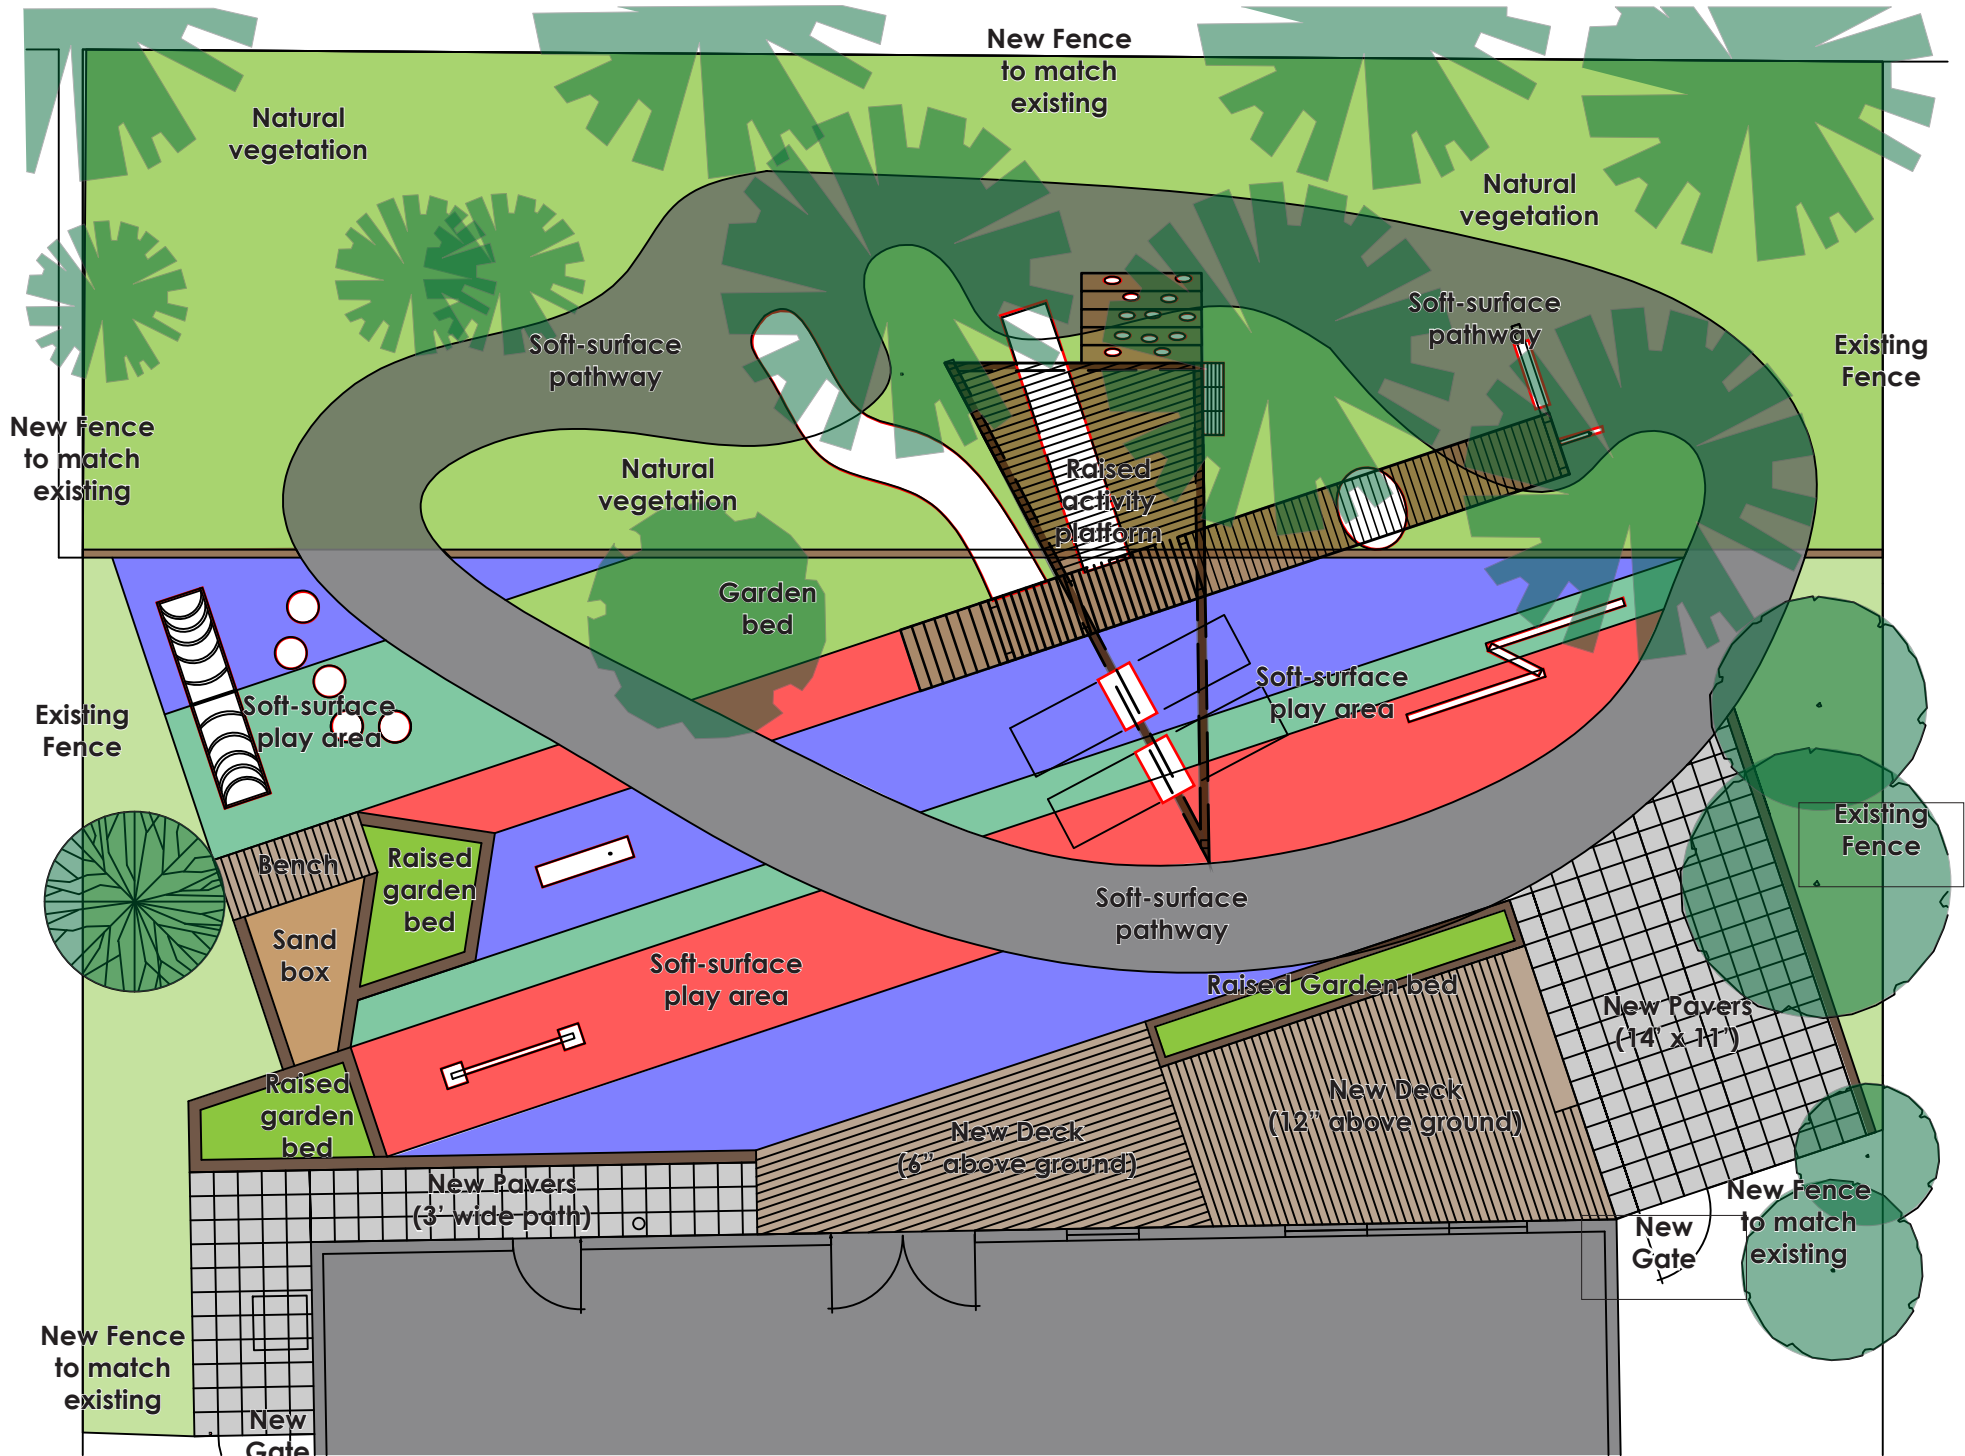 New Fence
to match
existing
Natural
vegetation
Natural
vegetation
Soft-surface
pathway
Soft-surface
pathway
Existing
Fence
New Fence
to match
existing
Natural
vegetation
Raised
activity
platform
Garden
bed
Soft-surface
play area
Soft-surface
play area
Existing
Fence
Existing
Fence
Bench
Raised
garden
bed
Sand
box
Soft-surface
pathway
Soft-surface
play area
Raised Garden bed
New Pavers
(14’ x 11’)
Raised
garden
bed
New Deck
(12” above ground)
New Deck
(6” above ground)
New Pavers
(3’ wide path)
New Fence
to match
existing
New
Gate
New Fence
to match
existing
New
Gate